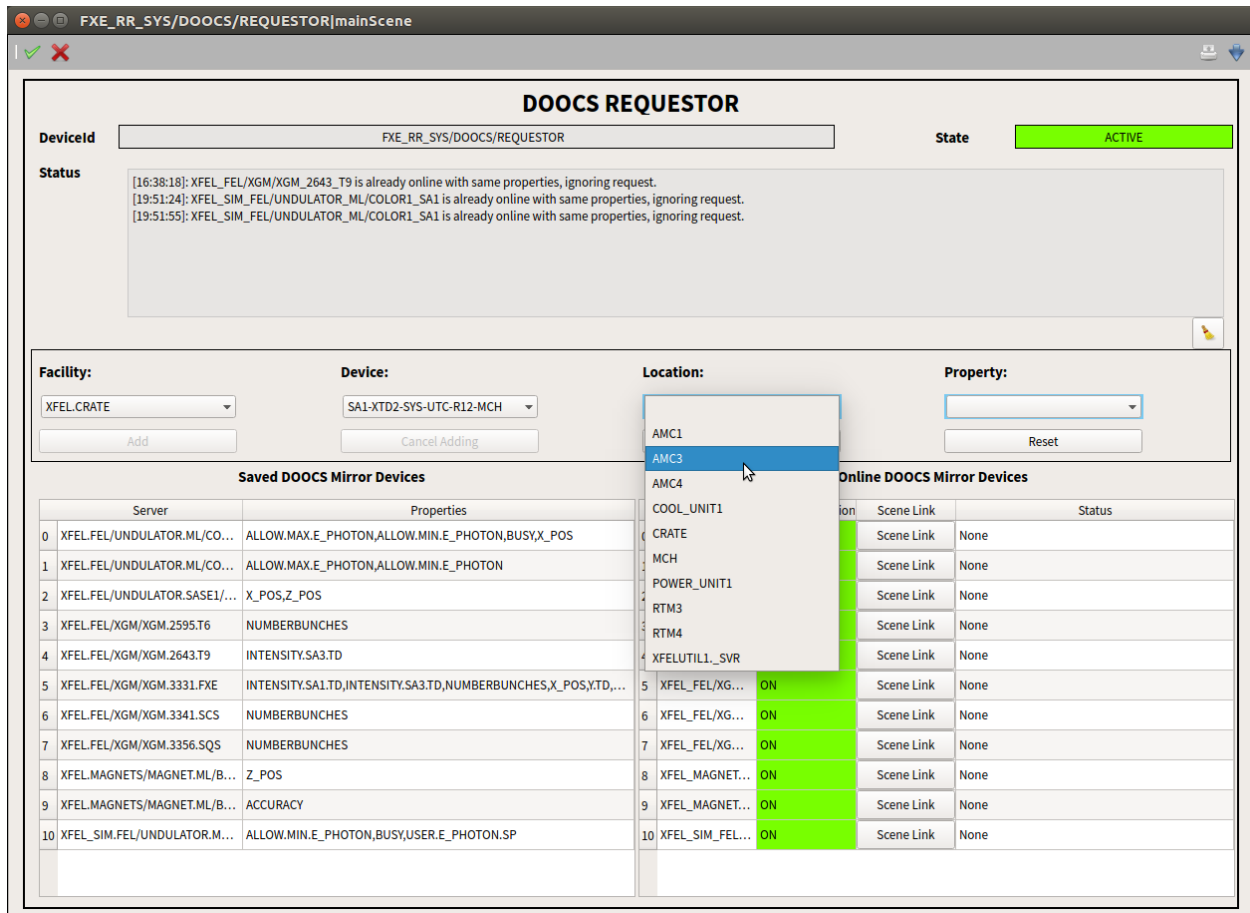 FXE_RR_SYS/DOOCS/REQUESTOR|mainScene
DOOCS REQUESTOR
DeviceId FXE_RR_SYS/DOOCS/REQUESTOR State ACTIVE
Status
[16:38:18]: XFEL_FEL/XGM/XGM_2643_T9 is already online with same properties, ignoring request.
[19:51:24]: XFEL_SIM_FEL/UNDULATOR_ML/COLOR1_SA1 is already online with same properties, ignoring request.
[19:51:55]: XFEL_SIM_FEL/UNDULATOR_ML/COLOR1_SA1 is already online with same properties, ignoring request.
Facility: Device: Location: Property:
XFEL.CRATE SA1-XTD2-SYS-UTC-R12-MCH
Add Cancel Adding Reset
AMC1
AMC3
AMC4
COOL_UNIT1
CRATE
MCH
POWER_UNIT1
RTM3
RTM4
XFELUTIL1._SVR
Saved DOOCS Mirror Devices
Server Properties
0 XFEL.FEL/UNDULATOR.ML/CO... ALLOW.MAX.E_PHOTON,ALLOW.MIN.E_PHOTON,BUSY,X_POS
1 XFEL.FEL/UNDULATOR.ML/CO... ALLOW.MAX.E_PHOTON,ALLOW.MIN.E_PHOTON
2 XFEL.FEL/UNDULATOR.SASE1/... X_POS,Z_POS
3 XFEL.FEL/XGM/XGM.2595.T6 NUMBERBUNCHES
4 XFEL.FEL/XGM/XGM.2643.T9 INTENSITY.SA3.TD
5 XFEL.FEL/XGM/XGM.3331.FXE INTENSITY.SA1.TD,INTENSITY.SA3.TD,NUMBERBUNCHES,X_POS,Y.TD,...
6 XFEL.FEL/XGM/XGM.3341.SCS NUMBERBUNCHES
7 XFEL.FEL/XGM/XGM.3356.SQS NUMBERBUNCHES
8 XFEL.MAGNETS/MAGNET.ML/B... Z_POS
9 XFEL.MAGNETS/MAGNET.ML/B... ACCURACY
10 XFEL_SIM.FEL/UNDULATOR.M... ALLOW.MIN.E_PHOTON,BUSY,USER.E_PHOTON.SP
Online DOOCS Mirror Devices
Scene Link Status
Scene Link None
Scene Link None
Scene Link None
Scene Link None
Scene Link None
5 XFEL_FEL/XG... ON Scene Link None
6 XFEL_FEL/XG... ON Scene Link None
7 XFEL_FEL/XG... ON Scene Link None
8 XFEL_MAGNET... ON Scene Link None
9 XFEL_MAGNET... ON Scene Link None
10 XFEL_SIM_FEL... ON Scene Link None